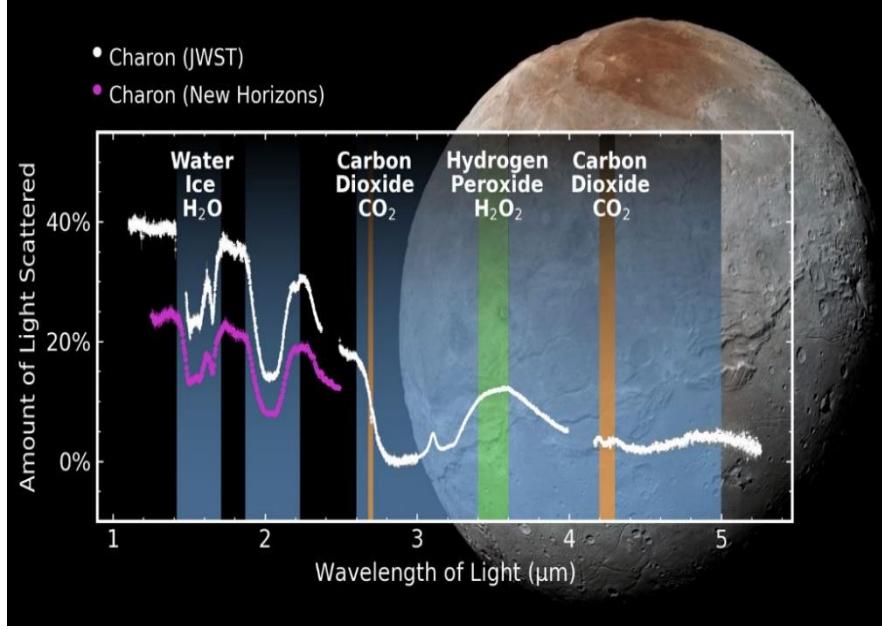 Charon (JWST)
Charon (New Horizons)
Water
Ice
H₂O
Carbon
Dioxide
CO₂
Hydrogen
Peroxide
H₂O₂
Carbon
Dioxide
CO₂
Amount of Light Scattered
40%
20%
0%
1 2 3 4 5
Wavelength of Light (μm)